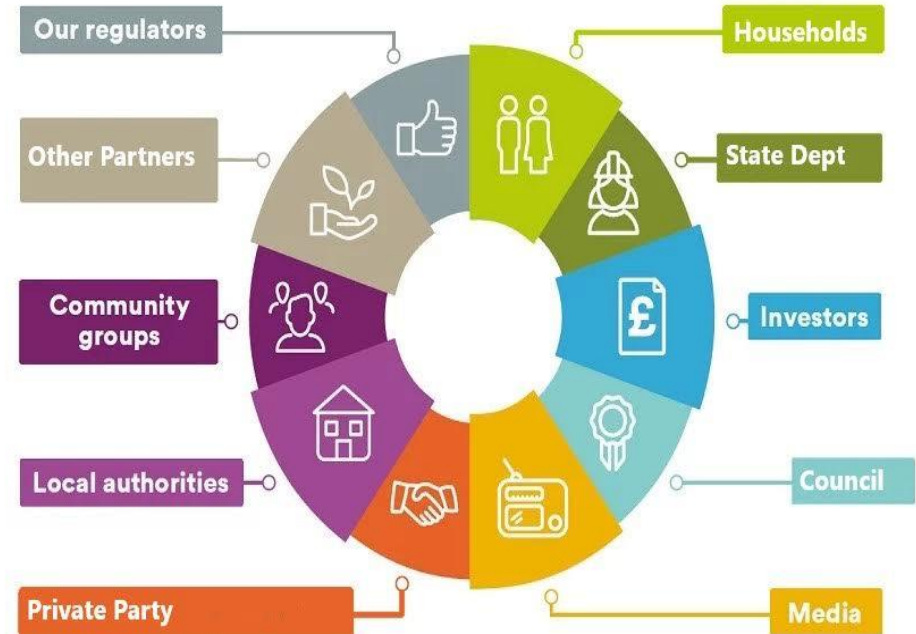 Our regulators
Households
Other Partners
State Dept
Community
groups
£
Investors
Local authorities
Council
Private Party
Media